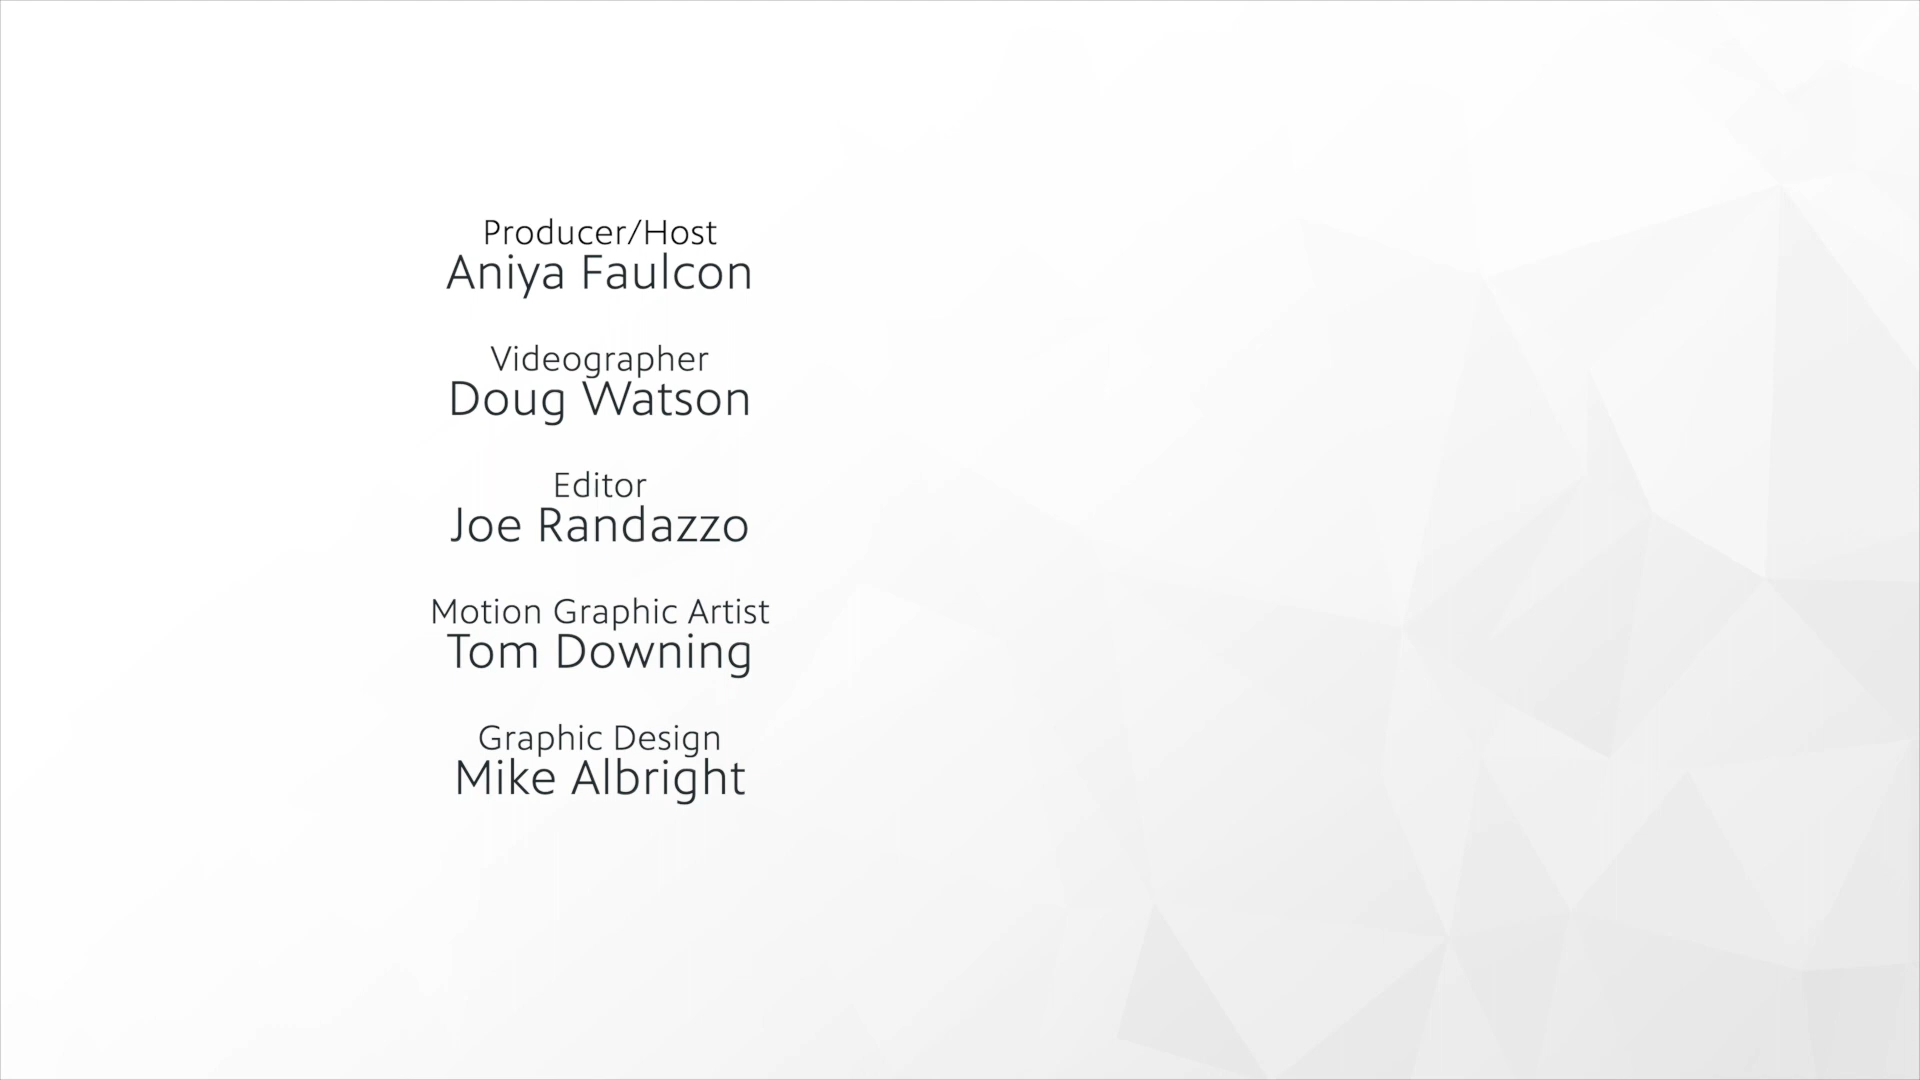 Producer/Host
Aniya Faulcon
Videographer
Doug Watson
Editor
Joe Randazzo
Motion Graphic Artist
Tom Downing
Graphic Design
Mike Albright